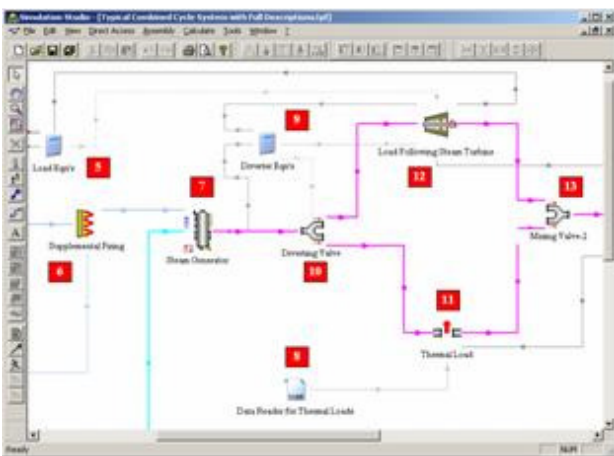 Simulation Studio - [Typical Combined Cycle System with Full Descriptions.tpf]
File Edit View Direct Access Assembly Calculate Tools Window ?
9
Load Eqn's
5
Diverter Eqn's
Load Following Steam Turbine
12
7
13
Supplemental Firing
Steam Generator
Diverting Valve
Mixing Valve-2
6
10
11
Thermal Load
8
Data Reader for Thermal Loads
Ready
NUM